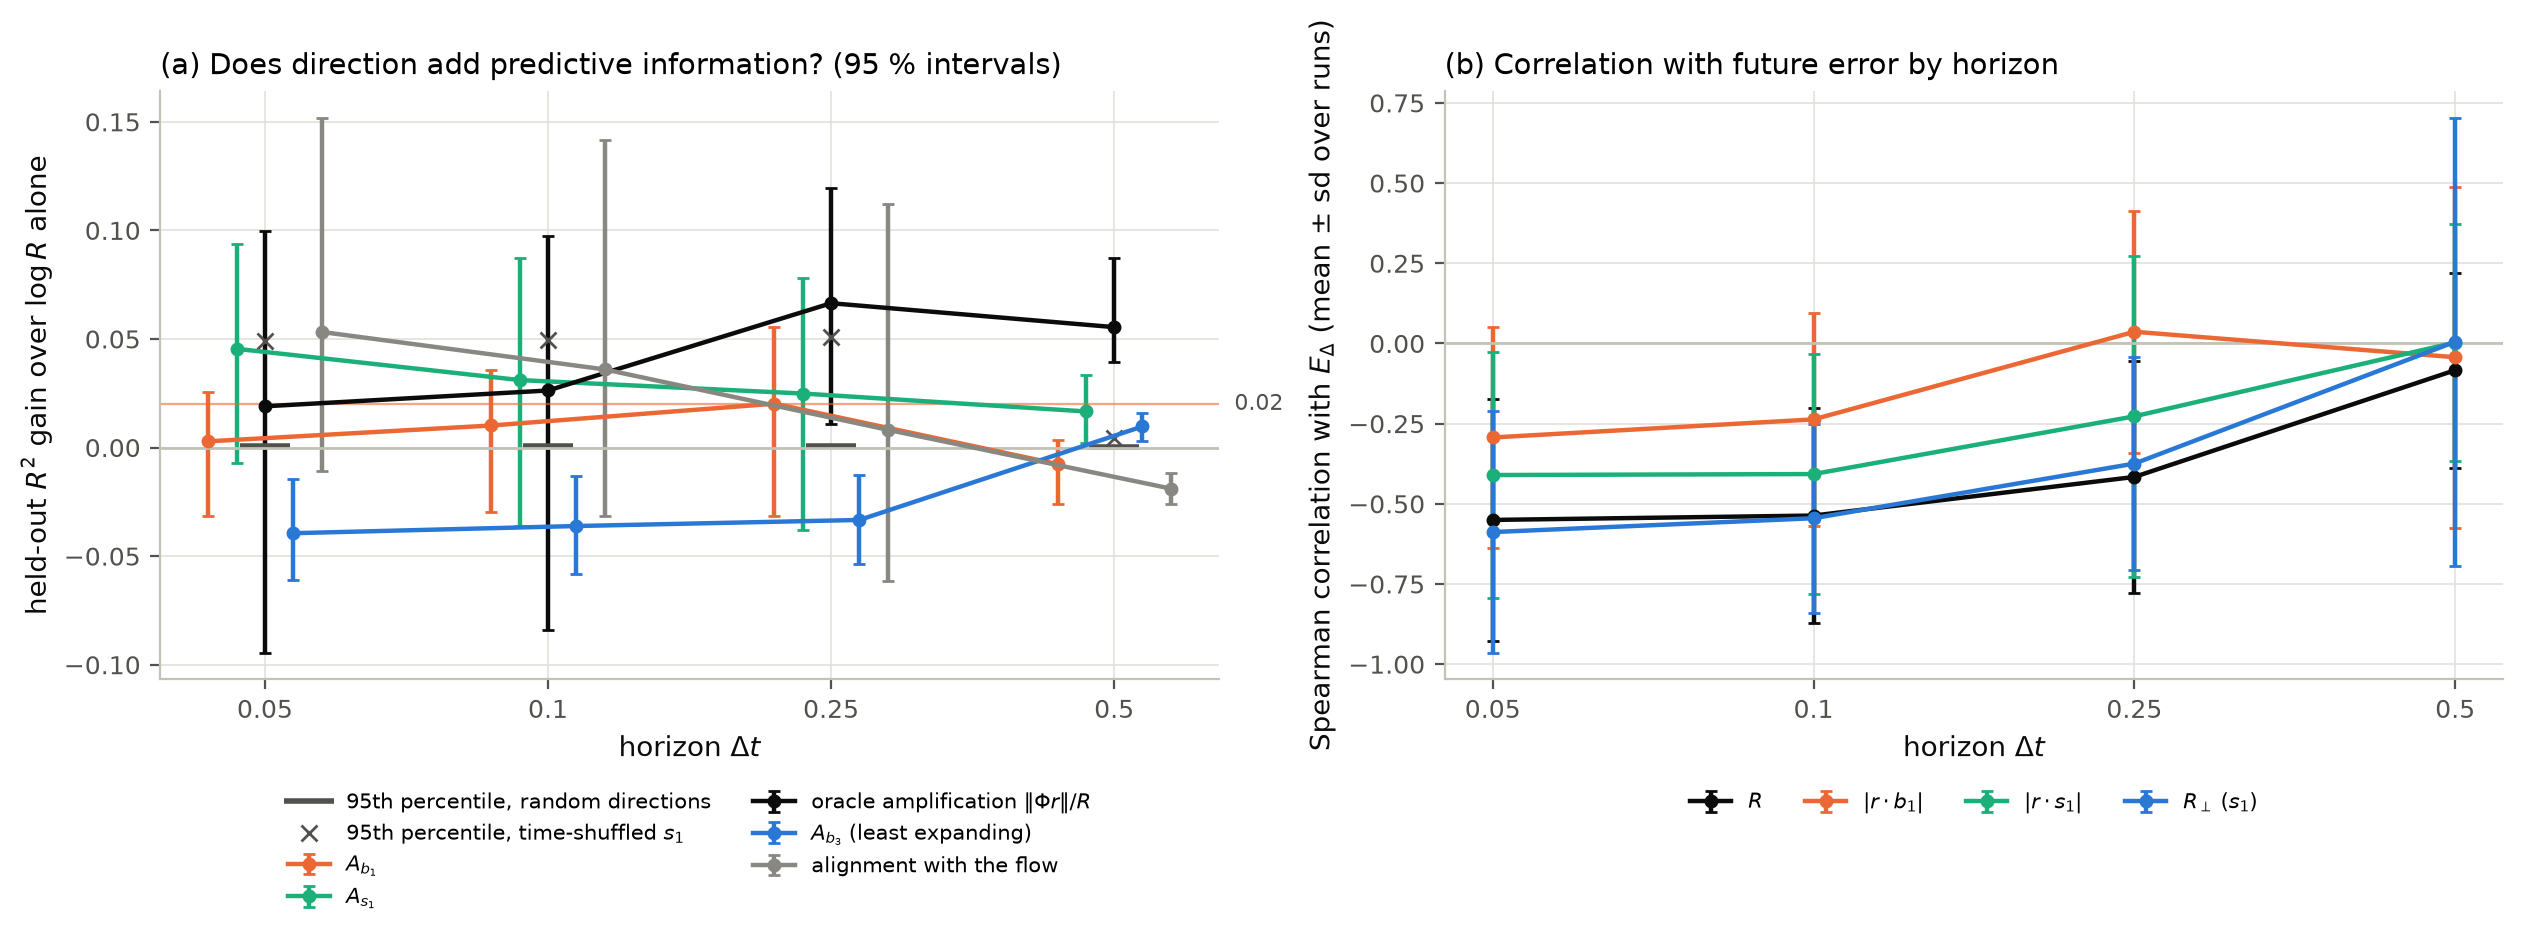 (a) Does direction add predictive information? (95 % intervals)
held-out R² gain over log R alone
0.15
0.10
0.05
0.00
−0.05
−0.10
0.02
0.05
0.1
0.25
0.5
horizon Δt
95th percentile, random directions
95th percentile, time-shuffled s₁
A_b₁
A_s₁
oracle amplification ‖Φr‖/R
A_b₃ (least expanding)
alignment with the flow
(b) Correlation with future error by horizon
Spearman correlation with E_Δ (mean ± sd over runs)
0.75
0.50
0.25
0.00
−0.25
−0.50
−0.75
−1.00
0.05
0.1
0.25
0.5
horizon Δt
R
|r · b₁|
|r · s₁|
R⊥ (s₁)